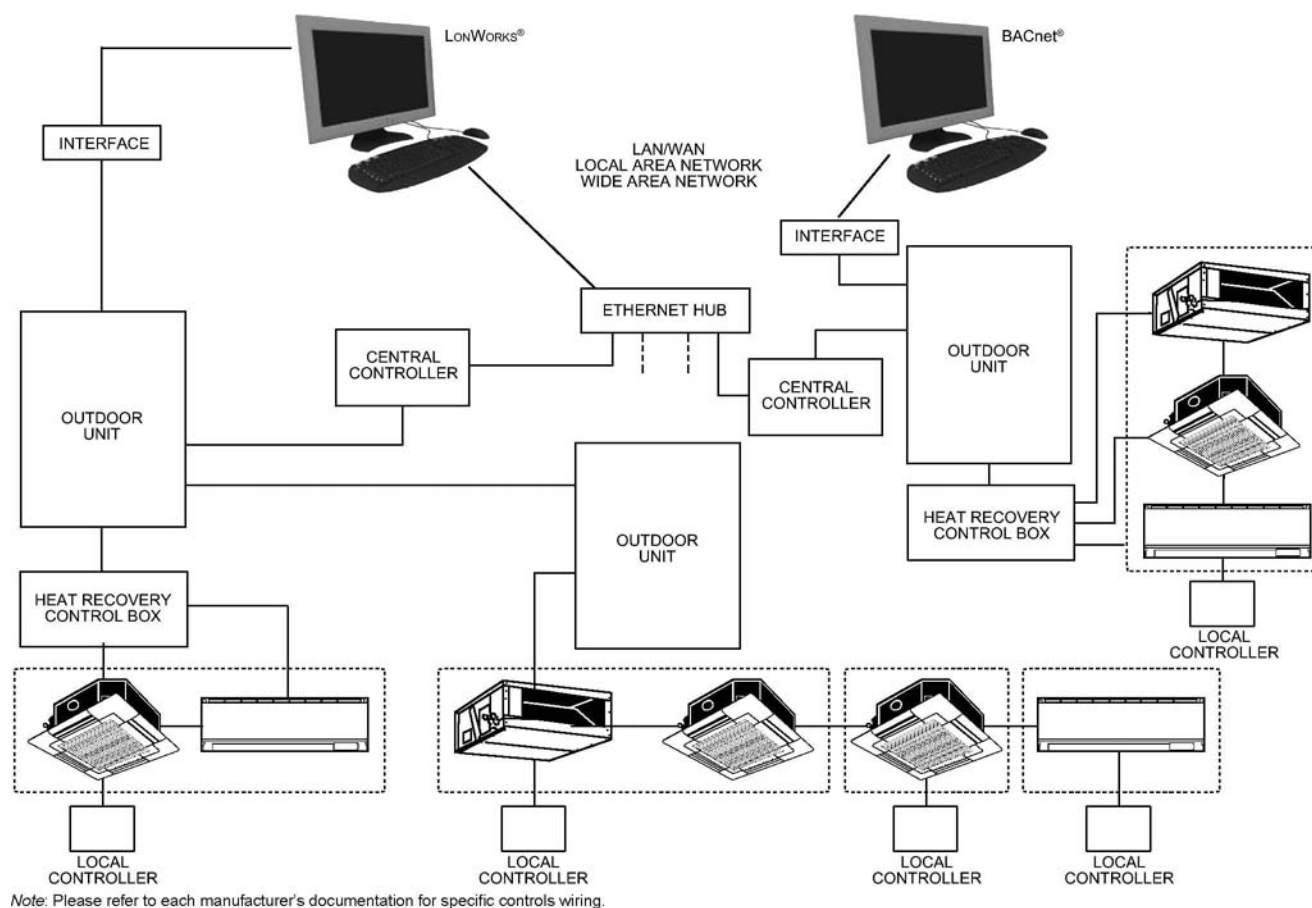 LONWORKS®
BACnet®
INTERFACE
LAN/WAN
LOCAL AREA NETWORK
WIDE AREA NETWORK
INTERFACE
ETHERNET HUB
CENTRAL
CONTROLLER
CENTRAL
CONTROLLER
OUTDOOR
UNIT
OUTDOOR
UNIT
OUTDOOR
UNIT
HEAT RECOVERY
CONTROL BOX
HEAT RECOVERY
CONTROL BOX
LOCAL
CONTROLLER
LOCAL
CONTROLLER
LOCAL
CONTROLLER
LOCAL
CONTROLLER
LOCAL
CONTROLLER
Note: Please refer to each manufacturer's documentation for specific controls wiring.